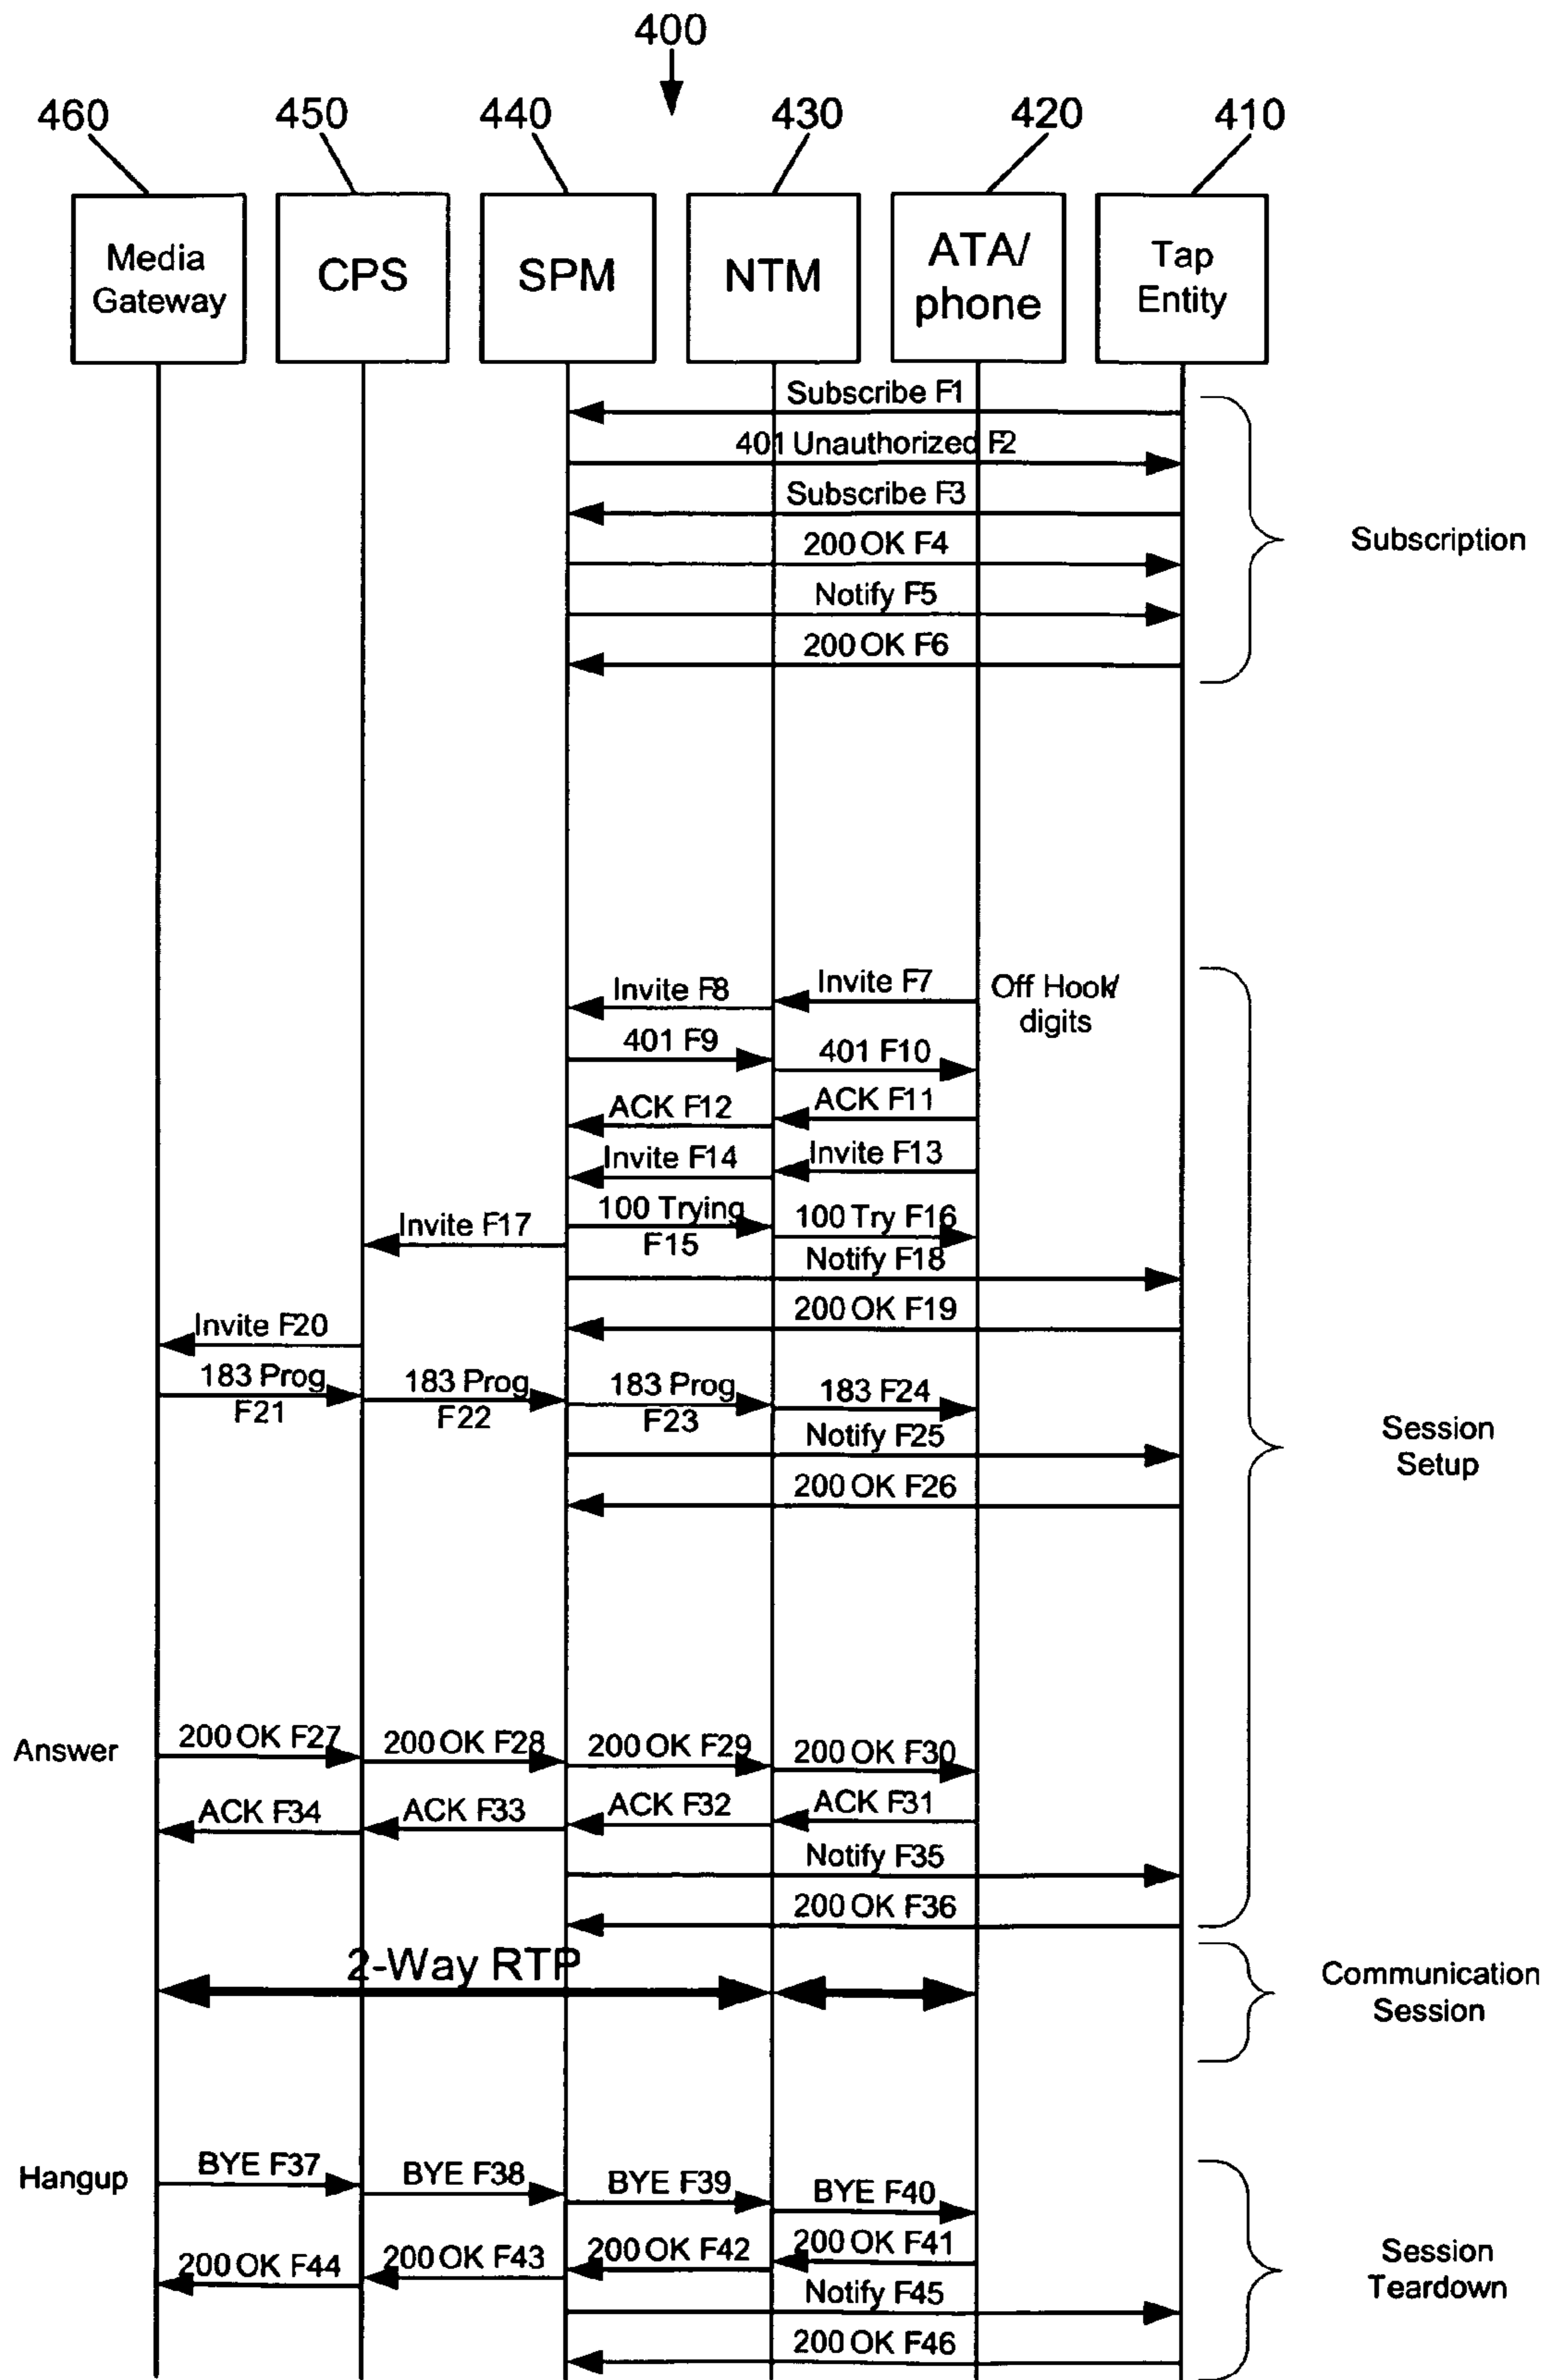 400
460 450 440 430 420 410
Media
Gateway
CPS
SPM
NTM
ATA/
phone
Tap
Entity
Subscribe F1
401 Unauthorized F2
Subscribe F3
200 OK F4
Subscription
Notify F5
200 OK F6
Invite F8 Invite F7 Off Hook/
digits
401 F9 401 F10
ACK F12 ACK F11
Invite F14 Invite F13
Invite F17 100 Trying
F15
100 Try F16
Notify F18
200 OK F19
Invite F20
183 Prog
F21
183 Prog
F22
183 Prog
F23
183 F24
Notify F25
Session
Setup
200 OK F26
Answer 200 OK F27 200 OK F28 200 OK F29 200 OK F30
ACK F34 ACK F33 ACK F32 ACK F31
Notify F35
200 OK F36
2-Way RTP
Communication
Session
Hangup BYE F37 BYE F38 BYE F39 BYE F40
200 OK F44 200 OK F43 200 OK F42 200 OK F41
Session
Teardown
Notify F45
200 OK F46